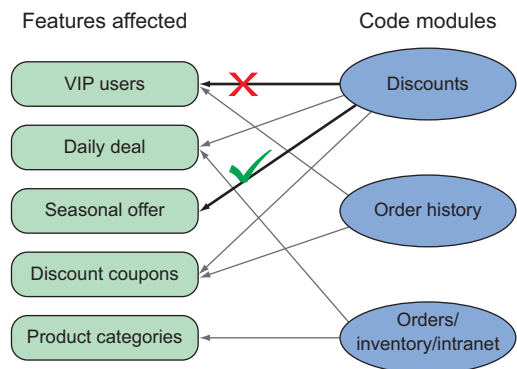 Features affected
Code modules
VIP users
Discounts
Daily deal
Seasonal offer
Order history
Discount coupons
Product categories
Orders/
inventory/intranet